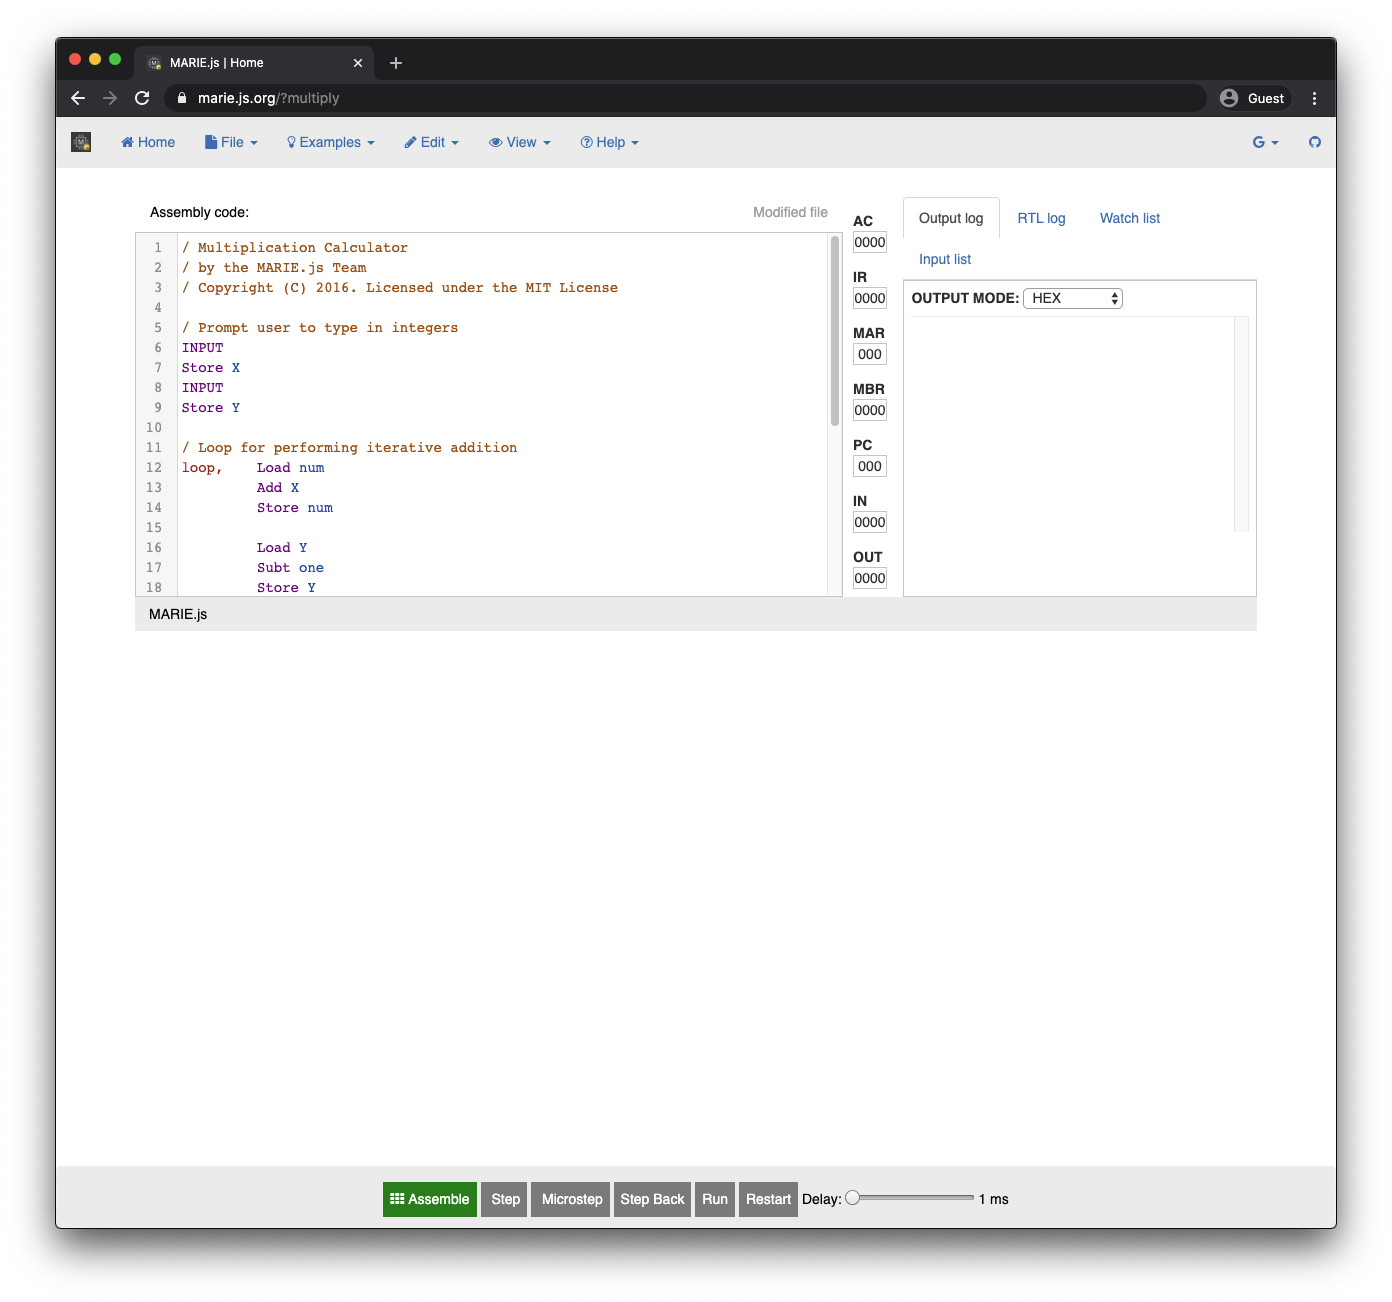 MARIE.js | Home
marie.js.org/?multiply
Guest
Home File Examples Edit View Help G
Assembly code: Modified file
1 / Multiplication Calculator
2 / by the MARIE.js Team
3 / Copyright (C) 2016. Licensed under the MIT License
4
5 / Prompt user to type in integers
6 INPUT
7 Store X
8 INPUT
9 Store Y
10
11 / Loop for performing iterative addition
12 loop, Load num
13 Add X
14 Store num
15
16 Load Y
17 Subt one
18 Store Y
MARIE.js
AC
0000
IR
0000
MAR
000
MBR
0000
PC
000
IN
0000
OUT
0000
Output log RTL log Watch list
Input list
OUTPUT MODE: HEX
Assemble Step Microstep Step Back Run Restart Delay: 1 ms